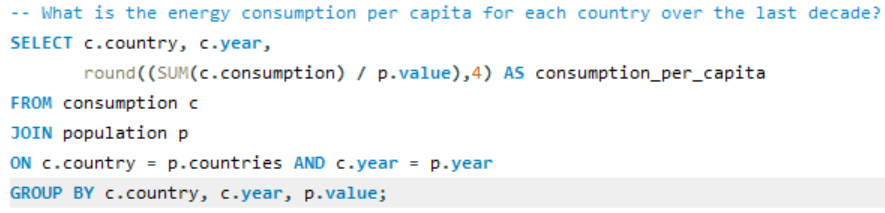 -- What is the energy consumption per capita for each country over the last decade?
SELECT c.country, c.year,
round((SUM(c.consumption) / p.value),4) AS consumption_per_capita
FROM consumption c
JOIN population p
ON c.country = p.countries AND c.year = p.year
GROUP BY c.country, c.year, p.value;